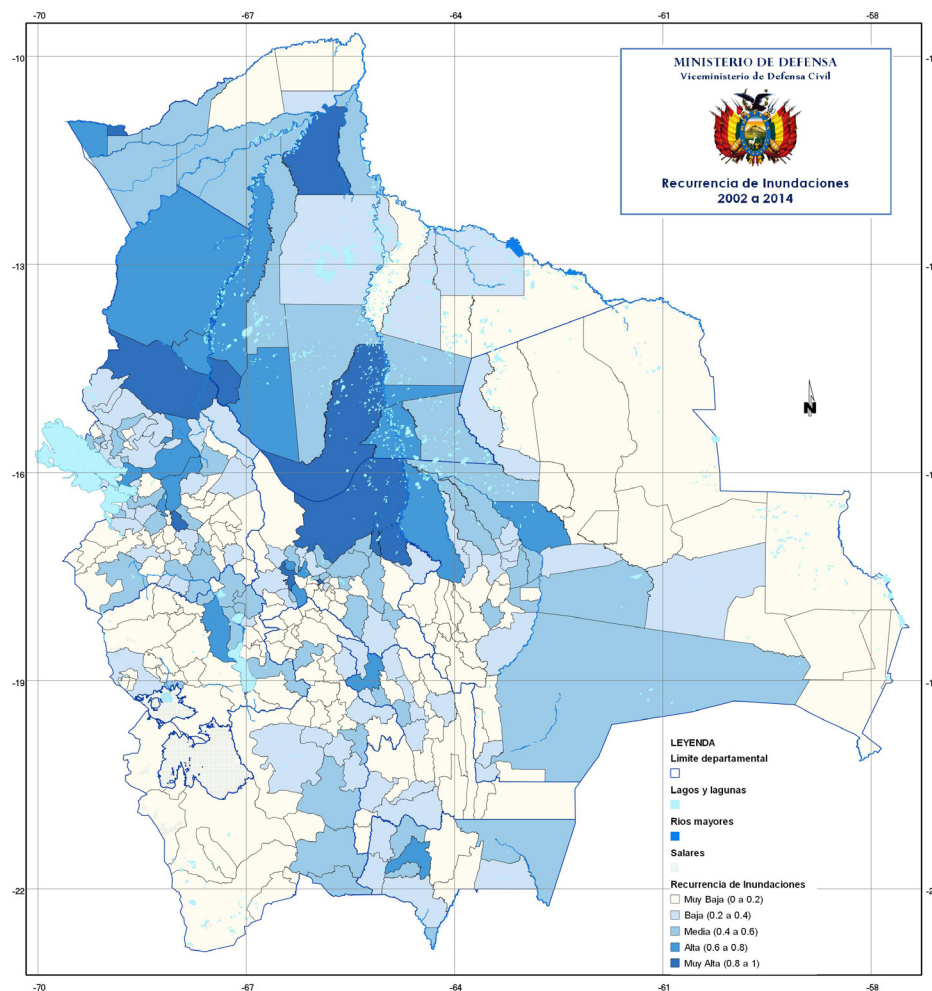 -70 -67 -64 -61 -58
-10
MINISTERIO DE DEFENSA
Viceministerio de Defensa Civil
Recurrencia de Inundaciones
2002 a 2014
-13
N
-16
-19
LEYENDA
Limite departamental
Lagos y lagunas
Rios mayores
Salares
Recurrencia de Inundaciones
Muy Baja (0 a 0.2)
Baja (0.2 a 0.4)
Media (0.4 a 0.6)
Alta (0.6 a 0.8)
Muy Alta (0.8 a 1)
-22
-70 -67 -64 -61 -58